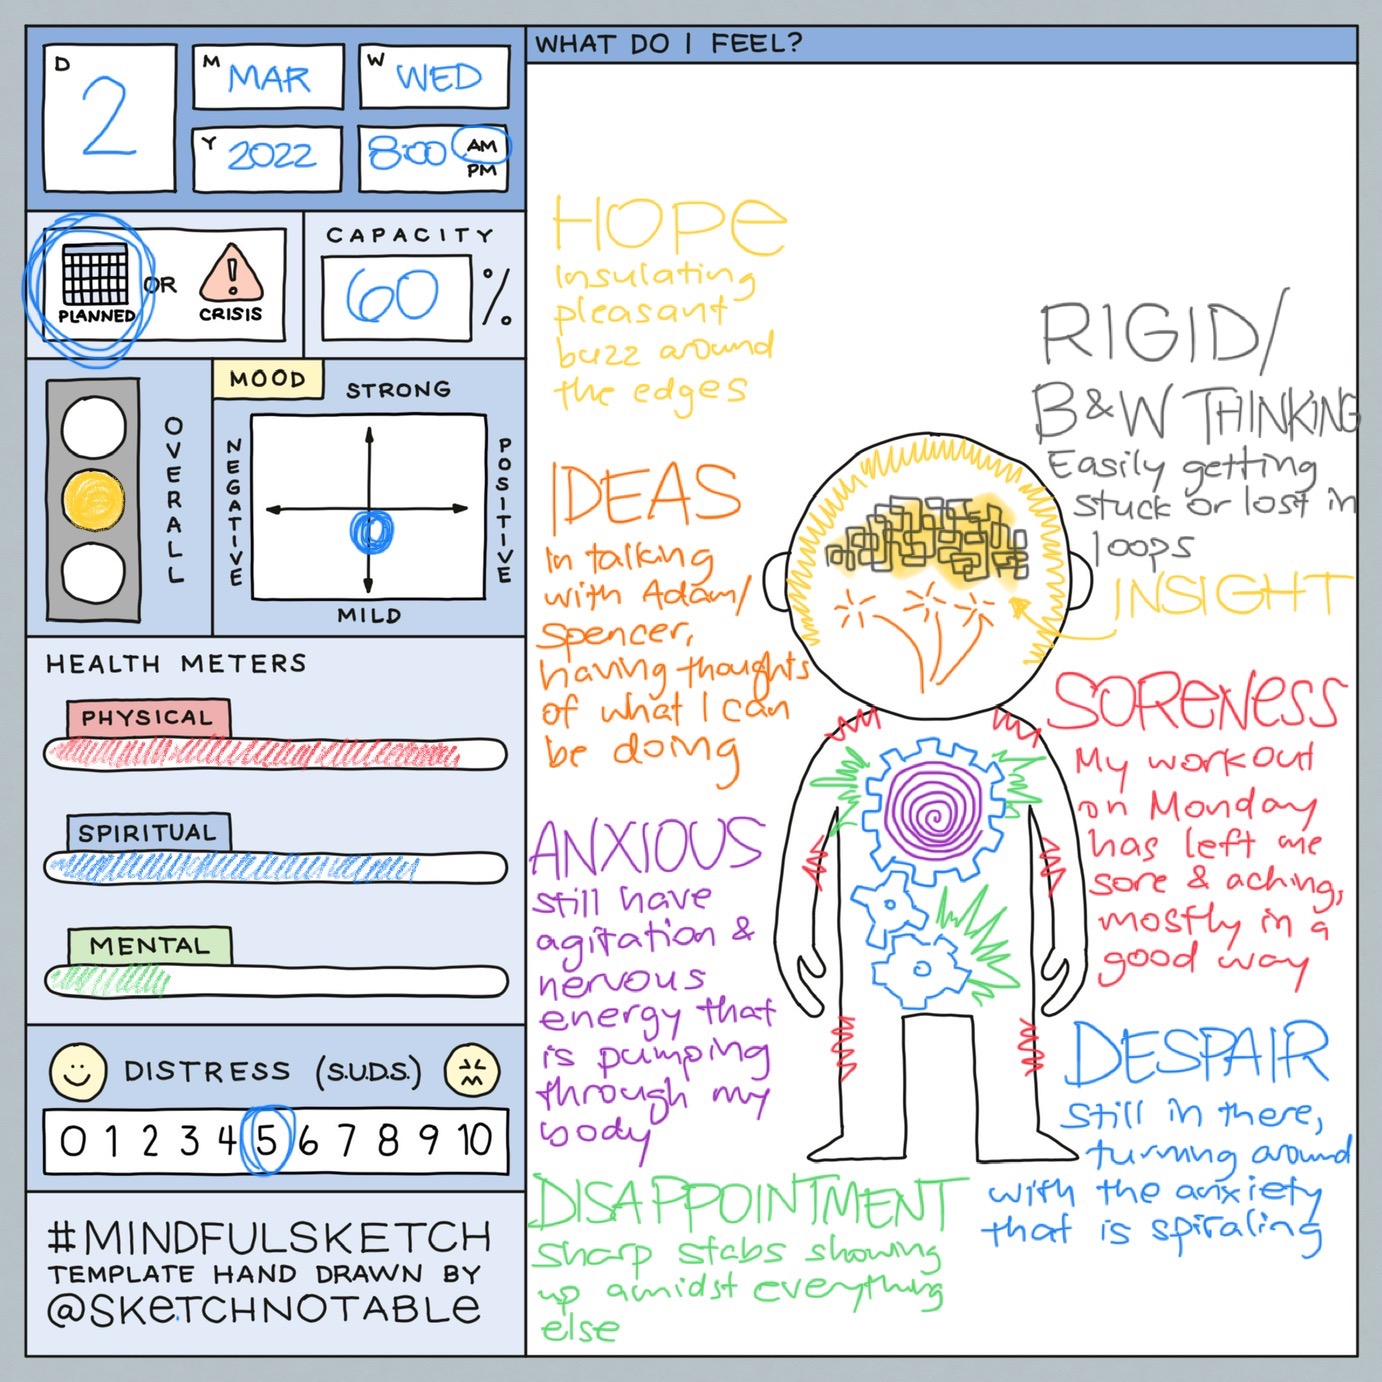 WHAT DO I FEEL?
D
2
M
MAR
W
WED
Y
2022
8:00 AM
PM
PLANNED
OR
CRISIS
CAPACITY
60 %
OVERALL
MOOD
STRONG
NEGATIVE
POSITIVE
MILD
HEALTH METERS
PHYSICAL
SPIRITUAL
MENTAL
DISTRESS (S.U.D.S.)
0 1 2 3 4 5 6 7 8 9 10
#MINDFULSKETCH
TEMPLATE HAND DRAWN BY
@SKETCHNOTABLE
HOPE
Insulating
pleasant
buzz around
the edges
IDEAS
In talking
with Adam/
Spencer,
having thoughts
of what I can
be doing
ANXIOUS
still have
agitation &
nervous
energy that
is pumping
through my
body
DISAPPOINTMENT
sharp stabs showing
up amidst everything
else
RIGID/
B&W THINKING
Easily getting
stuck or lost in
loops
INSIGHT
SORENESS
My workout
on Monday
has left me
sore & aching,
mostly in a
good way
DESPAIR
Still in there,
turning around
with the anxiety
that is spiraling